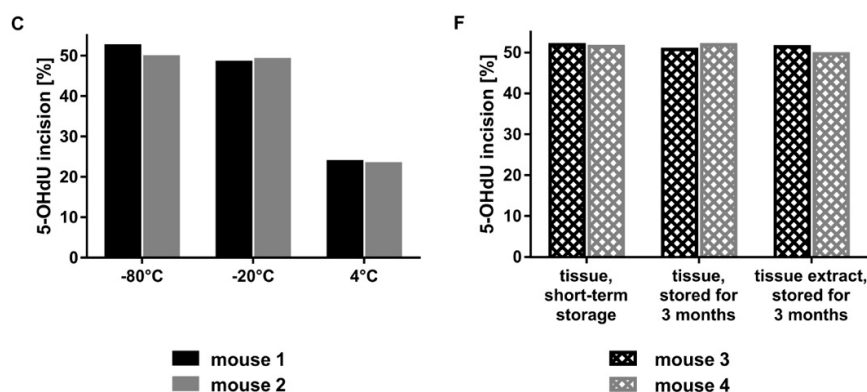 C
5-OHdU incision [%]
50
40
30
20
10
0
-80°C
-20°C
4°C
mouse 1
mouse 2
F
5-OHdU incision [%]
50
40
30
20
10
0
tissue,
short-term
storage
tissue,
stored for
3 months
tissue extract,
stored for
3 months
mouse 3
mouse 4